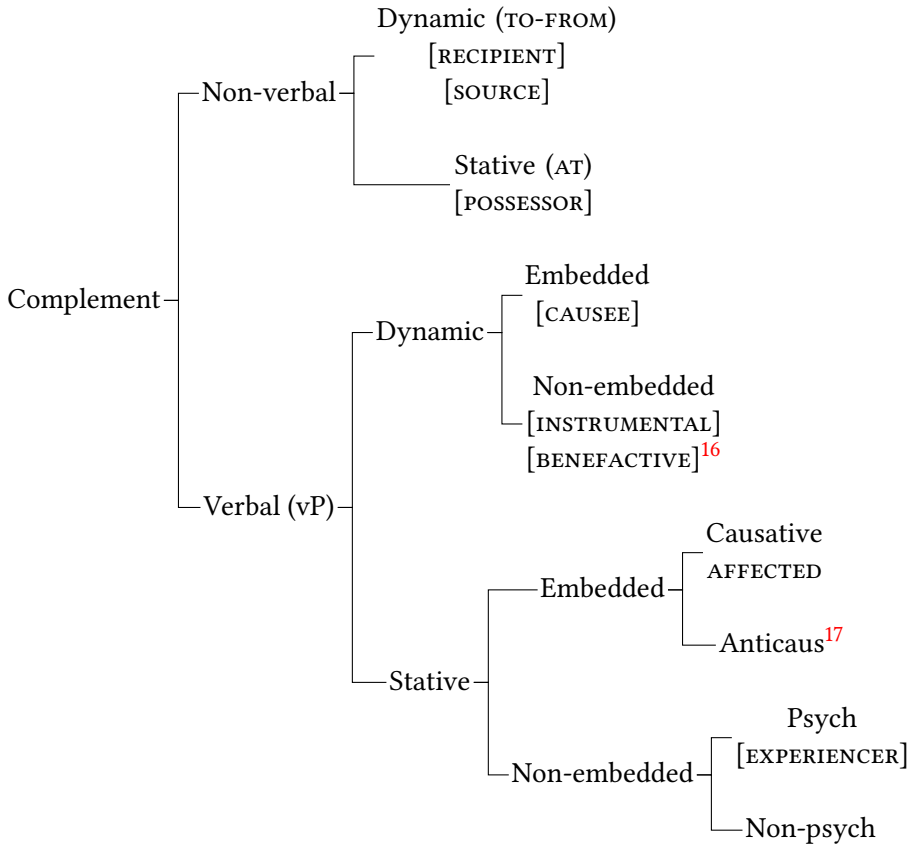 Dynamic (TO-FROM)
[RECIPIENT]
[SOURCE]
Non-verbal
Stative (AT)
[POSSESSOR]
Complement
Embedded
[CAUSEE]
Dynamic
Non-embedded
[INSTRUMENTAL]
[BENEFACTIVE]16
Verbal (vP)
Causative
AFFECTED
Embedded
Anticaus17
Stative
Psych
[EXPERIENCER]
Non-embedded
Non-psych